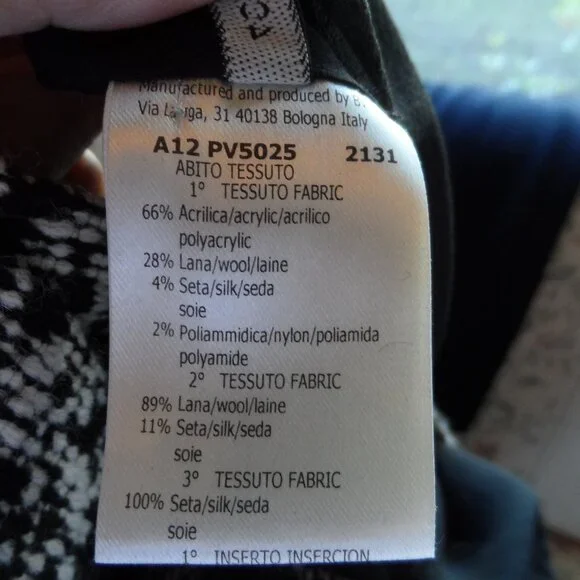 Manufactured and produced by B.
Via Larga, 31 40138 Bologna Italy
A12 PV5025 2131
ABITO TESSUTO
1° TESSUTO FABRIC
66% Acrilica/acrylic/acrilico
polyacrylic
28% Lana/wool/laine
4% Seta/silk/seda
soie
2% Poliammidica/nylon/poliamida
polyamide
2° TESSUTO FABRIC
89% Lana/wool/laine
11% Seta/silk/seda
soie
3° TESSUTO FABRIC
100% Seta/silk/seda
soie
1° INSERTO INSERCION